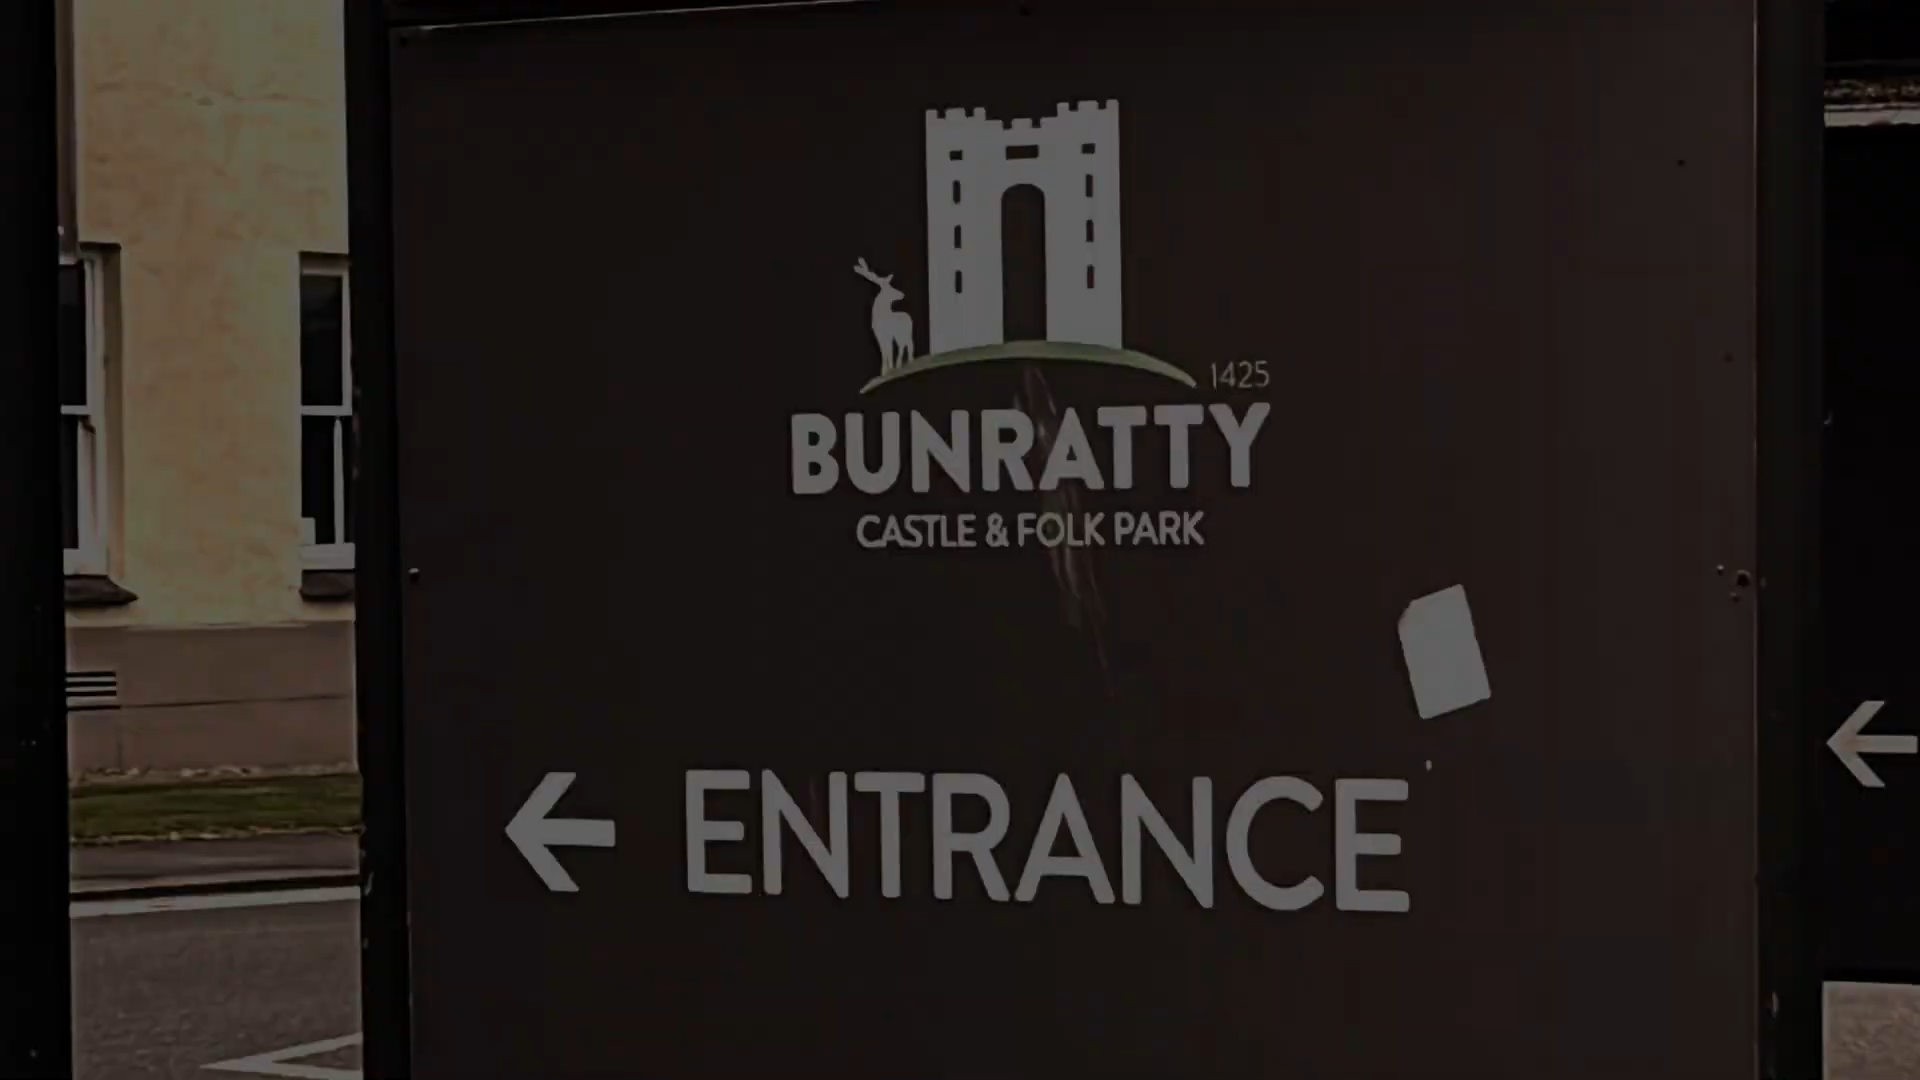 1425
BUNRATTY
CASTLE & FOLK PARK
← ENTRANCE
←